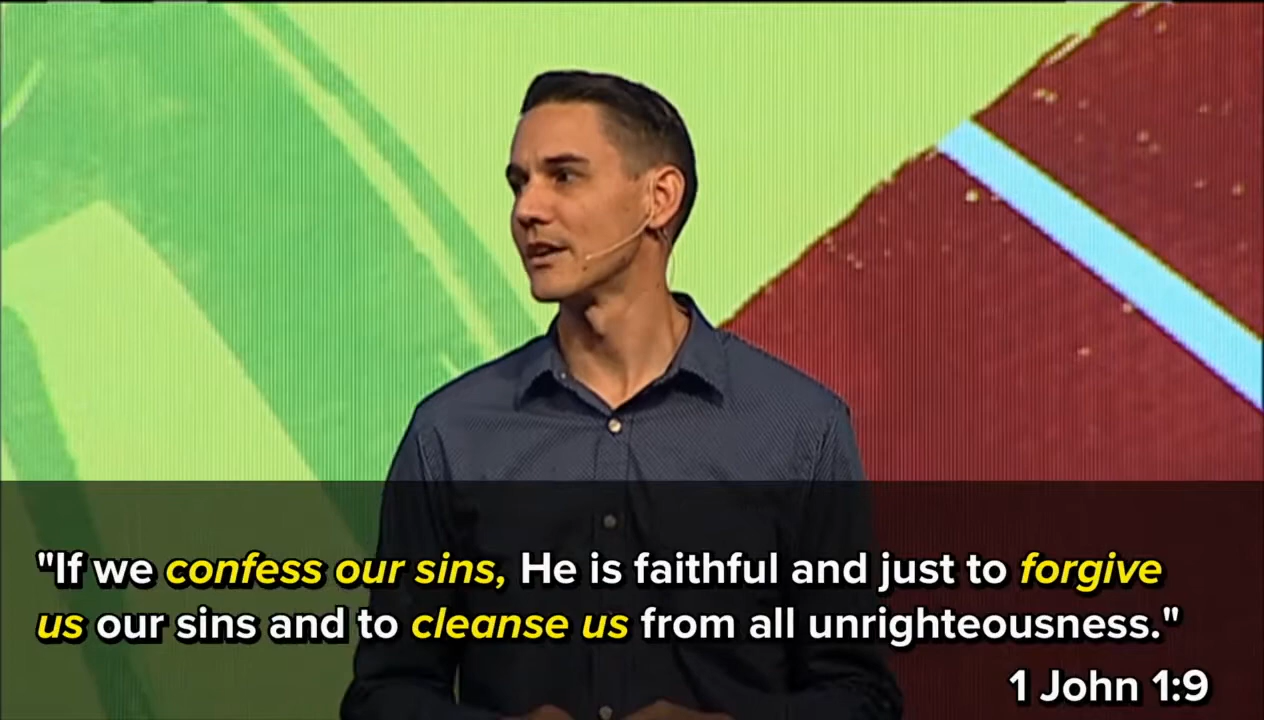 "If we confess our sins, He is faithful and just to forgive
us our sins and to cleanse us from all unrighteousness."
1 John 1:9